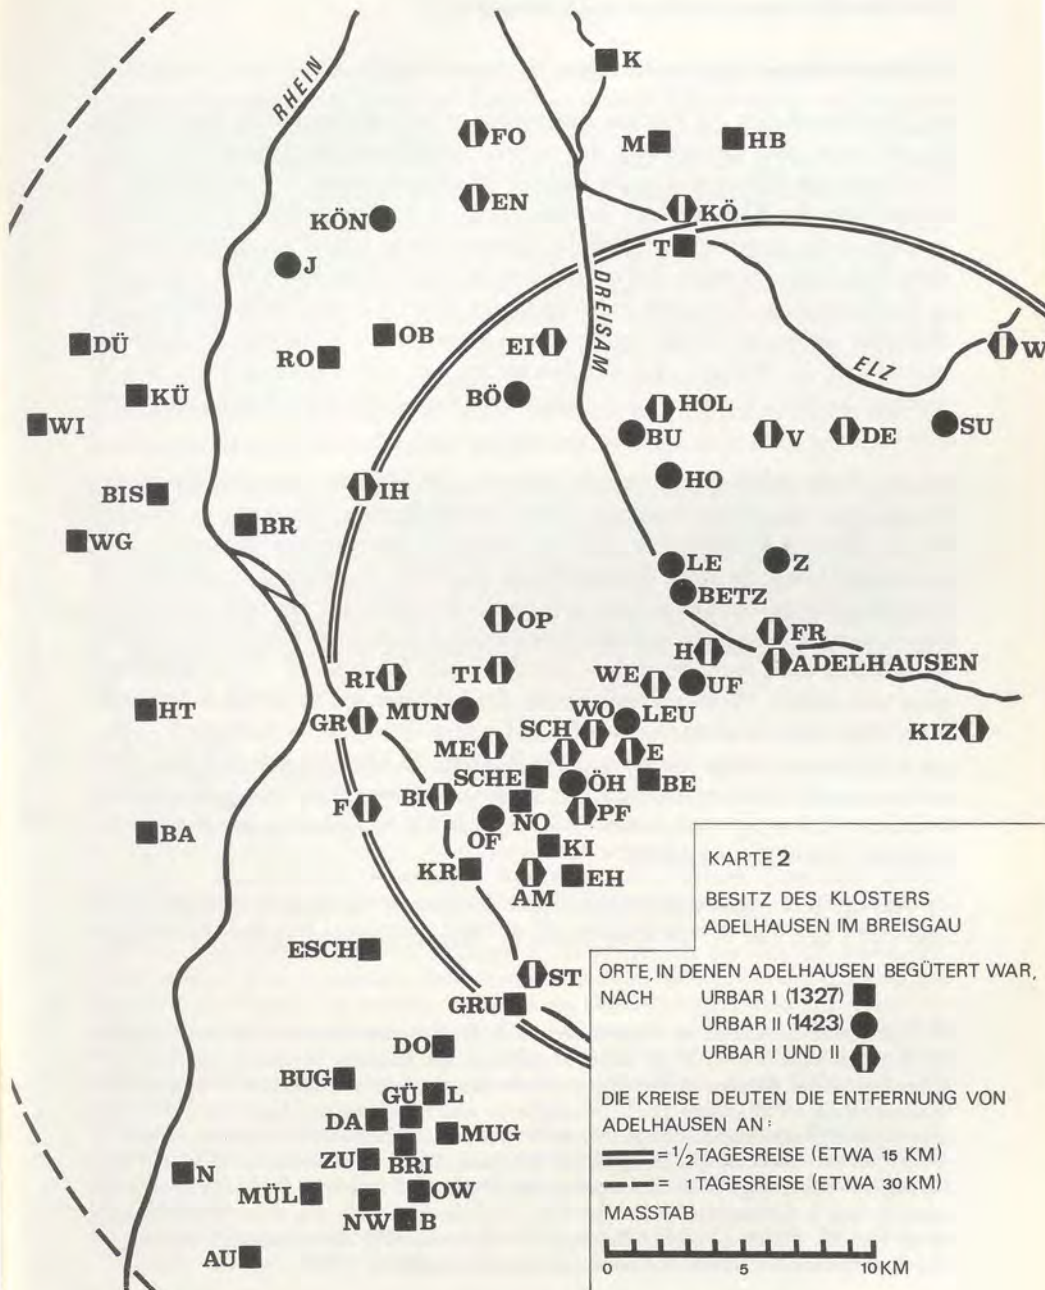 RHEIN
K
M
HB
FO
EN
KÖ
KÖN
T
J
DREISAM
DÜ
OB
RO
EI
W
ELZ
KÜ
BÖ
WI
HOL
BU
V
DE
SU
BIS
IH
HO
WG
BR
LE
Z
BETZ
OP
FR
H
ADELHAUSEN
RI
TI
WE
UF
HT
MUN
WO
LEU
GR
SCH
KIZ
ME
E
SCHE
ÖH
BE
BI
F
NO
PF
BA
OF
KI
KR
AM
EH
ESCH
ST
GRU
DO
BUG
GÜ
L
DA
MUG
ZU
BRI
N
MÜL
OW
NW
B
AU
KARTE 2
BESITZ DES KLOSTERS
ADELHAUSEN IM BREISGAU
ORTE, IN DENEN ADELHAUSEN BEGÜTERT WAR,
NACH URBAR I (1327)
URBAR II (1423)
URBAR I UND II
DIE KREISE DEUTEN DIE ENTFERNUNG VON
ADELHAUSEN AN:
= 1/2 TAGESREISE (ETWA 15 KM)
= 1 TAGESREISE (ETWA 30 KM)
MASSTAB
0 5 10 KM